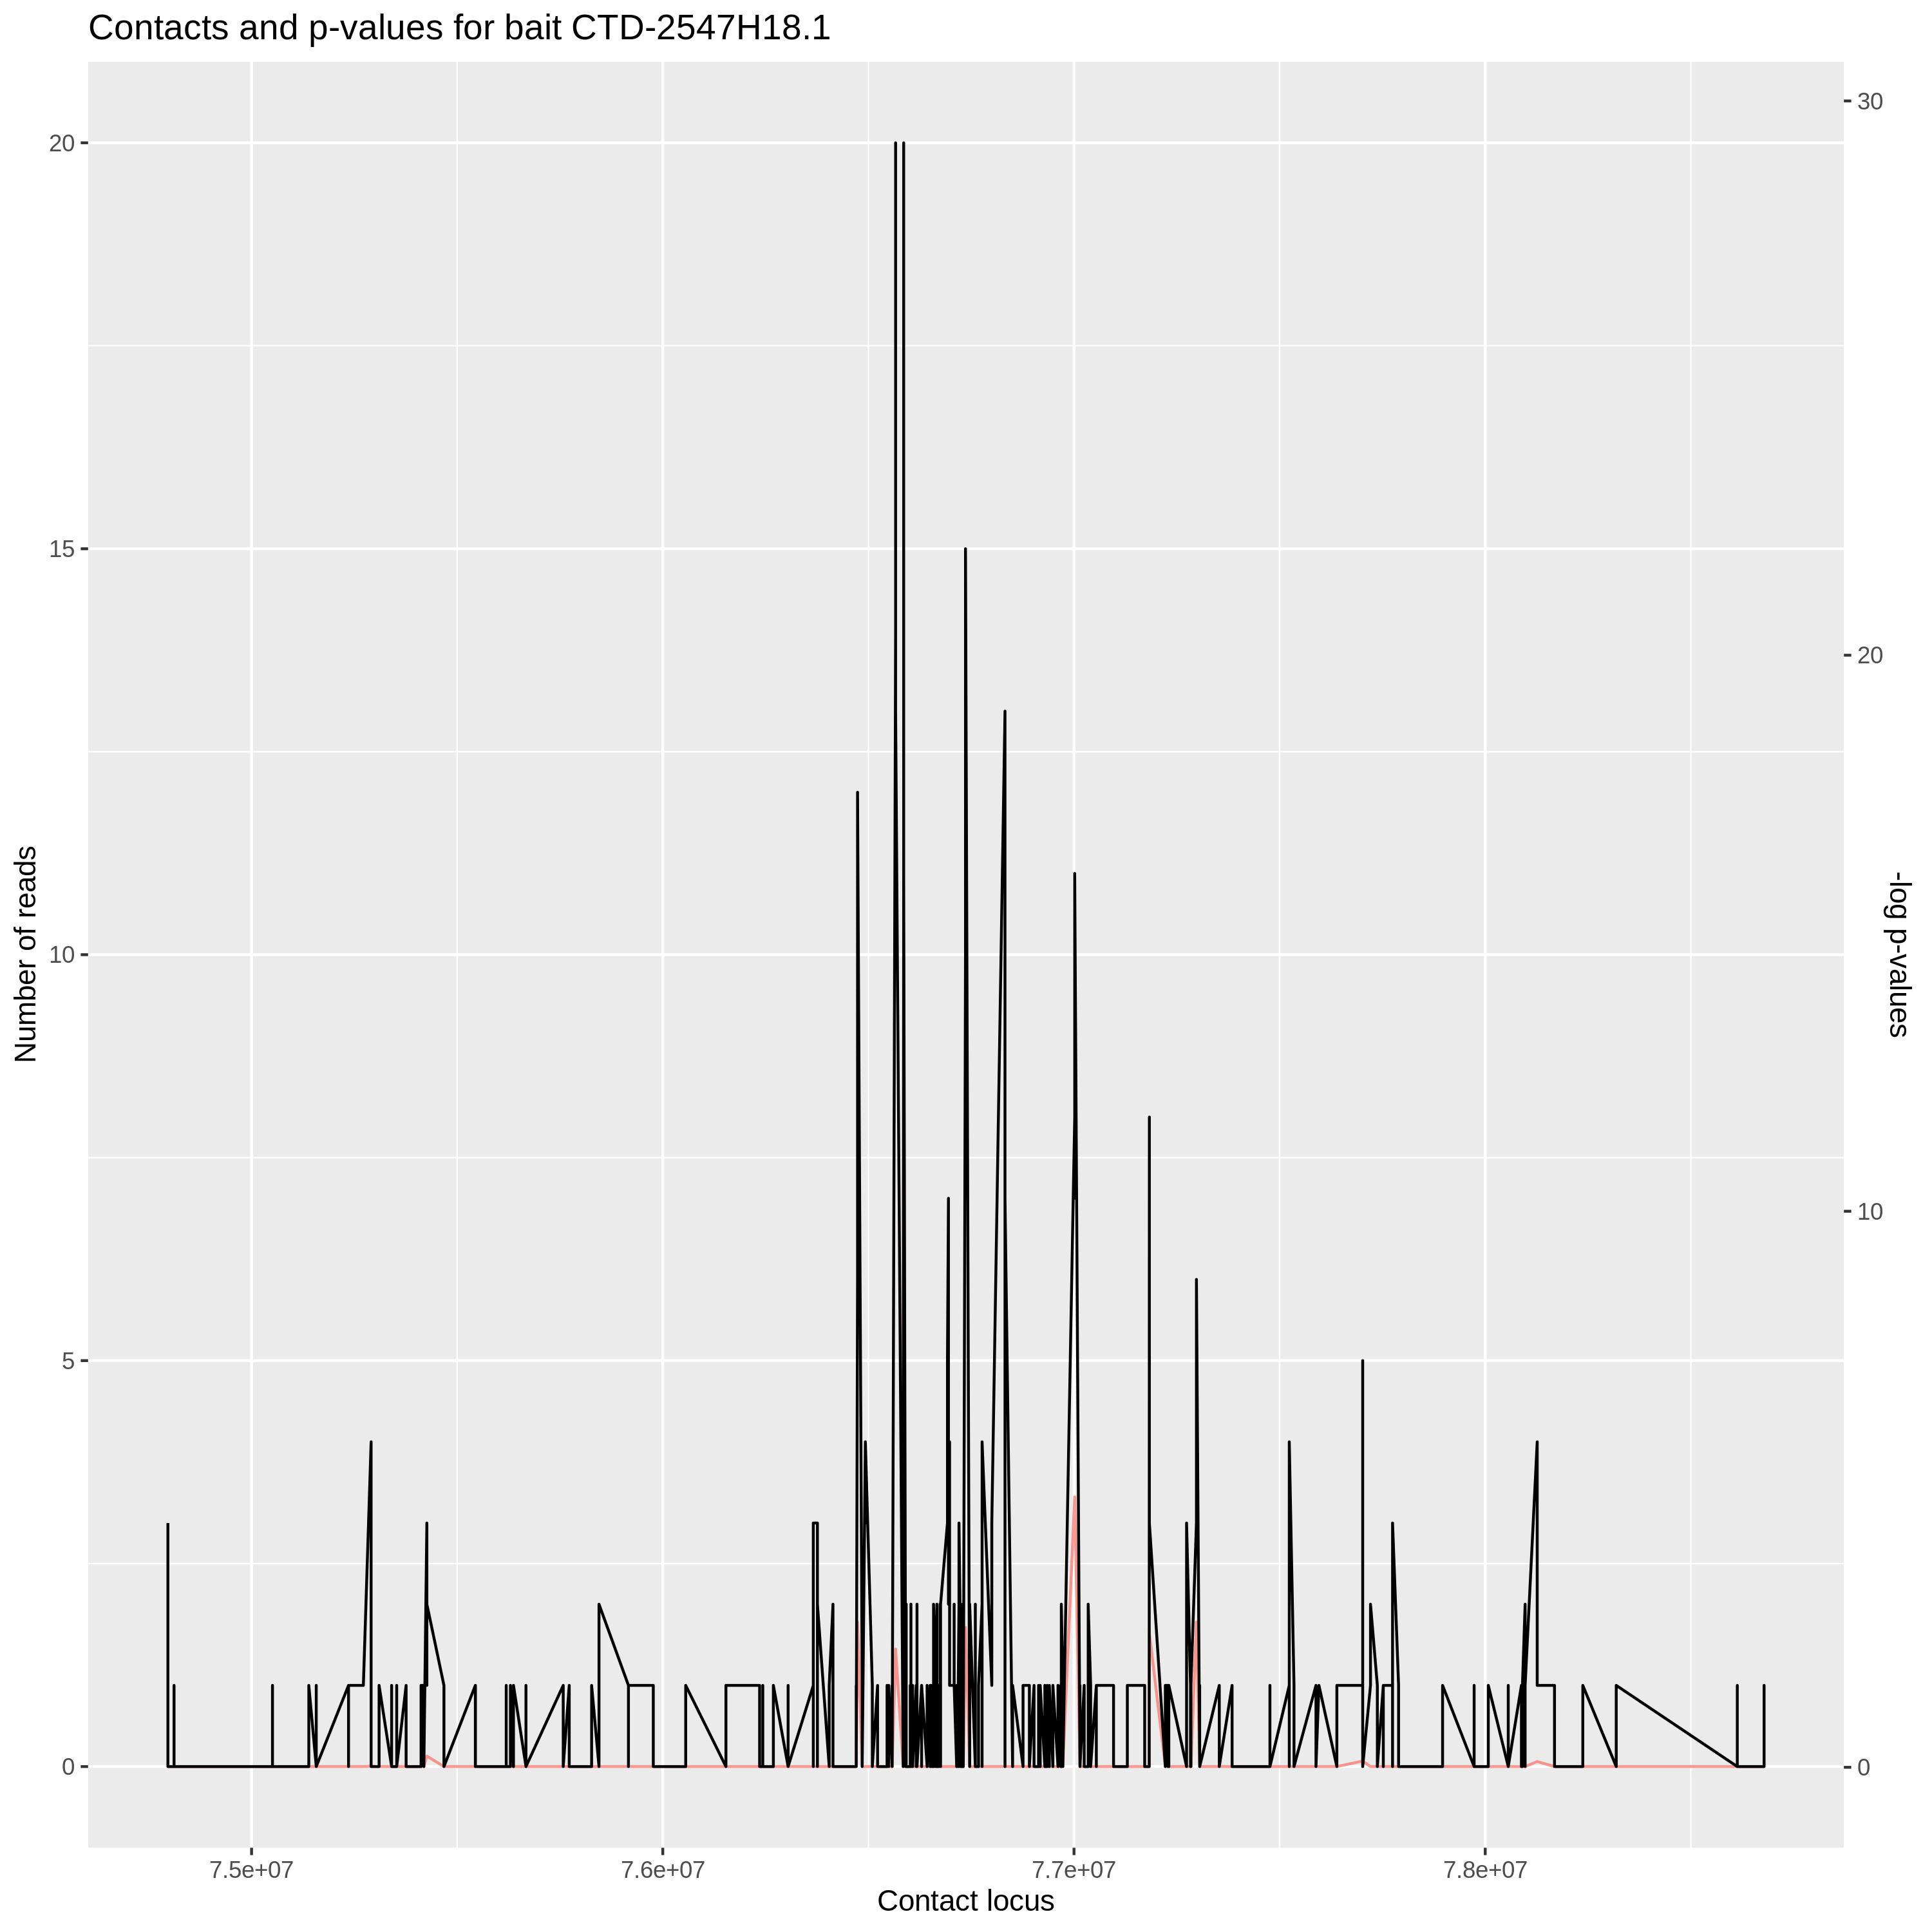 Contacts and p-values for bait CTD-2547H18.1
20
15
10
5
0
Number of reads
30
20
10
0
-log p-values
7.5e+07
7.6e+07
7.7e+07
7.8e+07
Contact locus